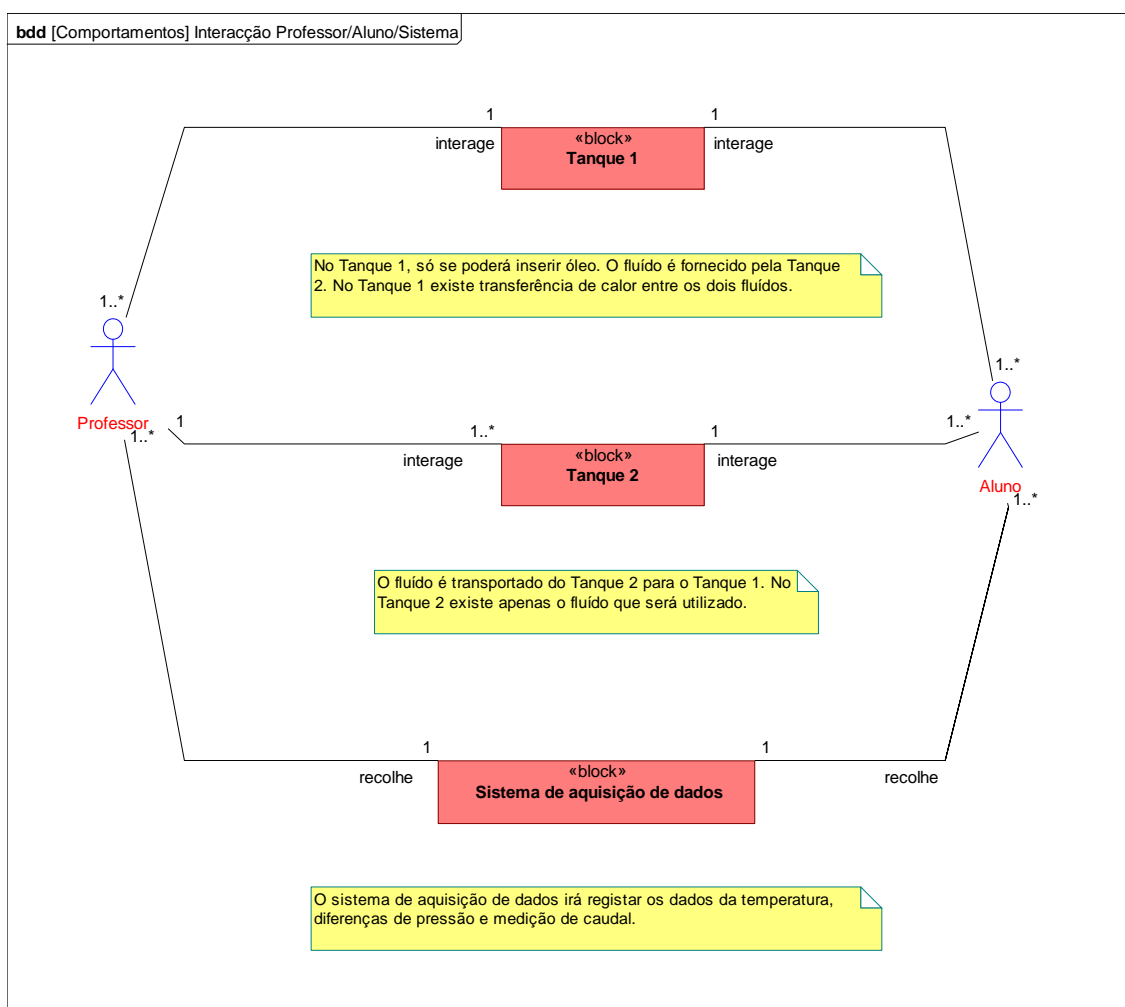 bdd [Comportamentos] Interacção Professor/Aluno/Sistema
1
1
interage
«block»
interage
Tanque 1
No Tanque 1, só se poderá inserir óleo. O fluído é fornecido pela Tanque
2. No Tanque 1 existe transferência de calor entre os dois fluídos.
1..*
1..*
Professor
1
1..*
1..*
1
1..*
«block»
interage
interage
Tanque 2
Aluno
1..*
O fluído é transportado do Tanque 2 para o Tanque 1. No
Tanque 2 existe apenas o fluído que será utilizado.
1
1
recolhe
«block»
recolhe
Sistema de aquisição de dados
O sistema de aquisição de dados irá registar os dados da temperatura,
diferenças de pressão e medição de caudal.